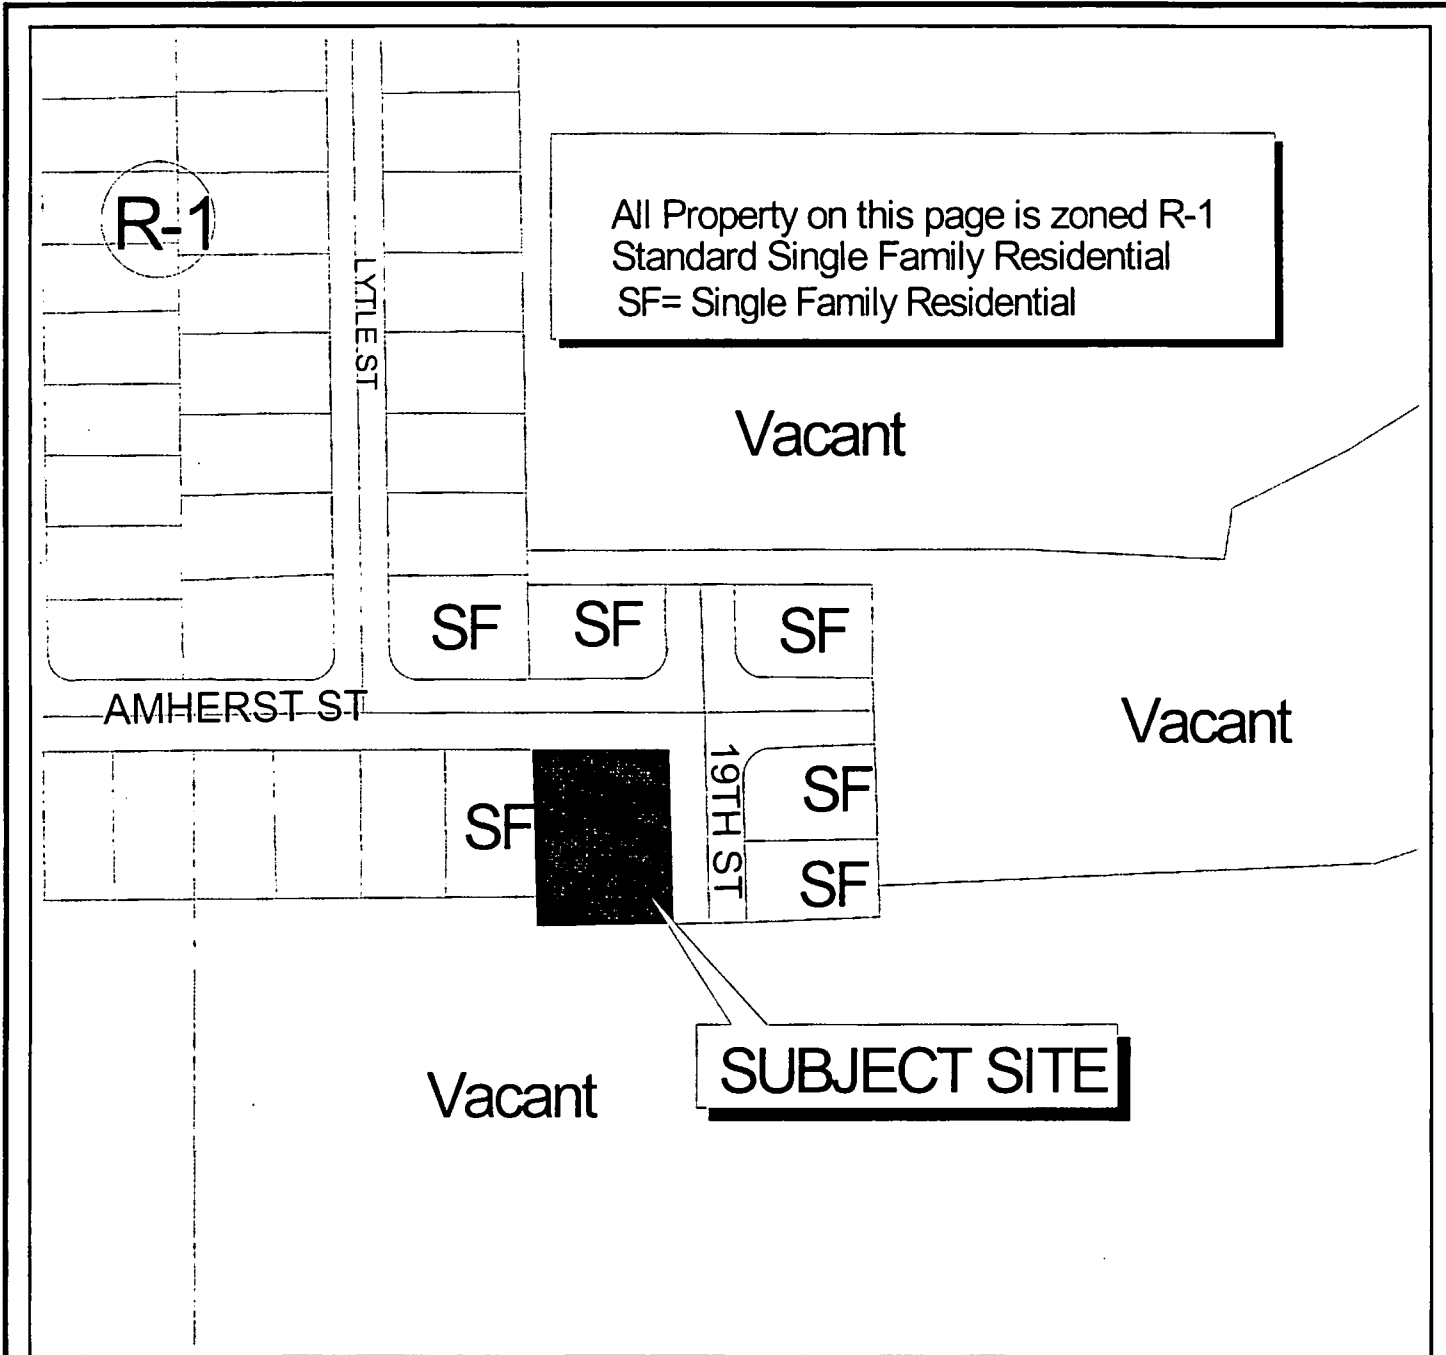 R-1
All Property on this page is zoned R-1
Standard Single Family Residential
SF= Single Family Residential
LYTLE ST
Vacant
SF
SF
SF
AMHERST ST
Vacant
19TH ST
SF
SF
SF
SUBJECT SITE
Vacant